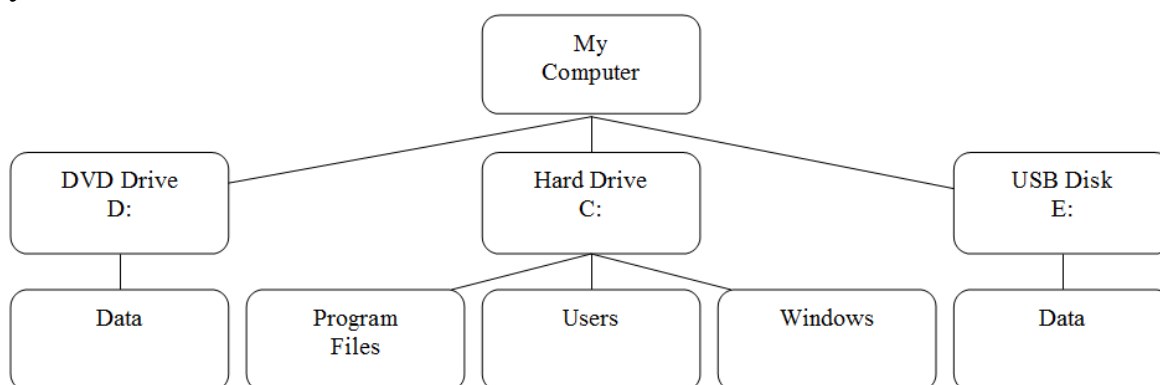 My
Computer
DVD Drive
D:
Hard Drive
C:
USB Disk
E:
Data
Program
Files
Users
Windows
Data